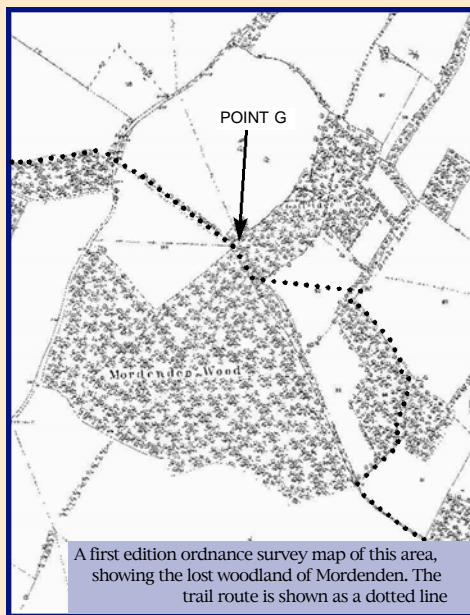 POINT G
Mordenden Wood
A first edition ordnance survey map of this area,
showing the lost woodland of Mordenden. The
trail route is shown as a dotted line